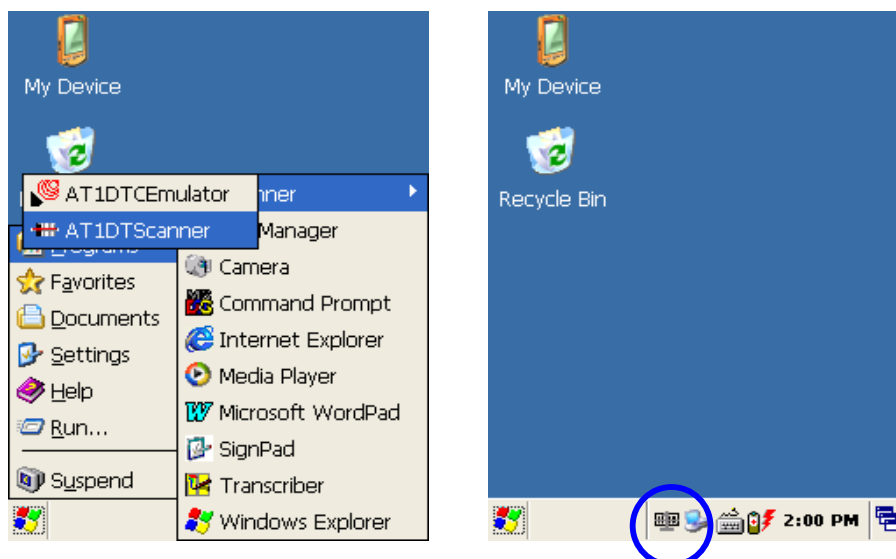 My Device
AT1DTCEmulator
AT1DTScanner
Manager
Favorites
Camera
Command Prompt
Documents
Internet Explorer
Settings
Media Player
Help
Microsoft WordPad
Run...
SignPad
Suspend
Transcriber
Windows Explorer
My Device
Recycle Bin
2:00 PM